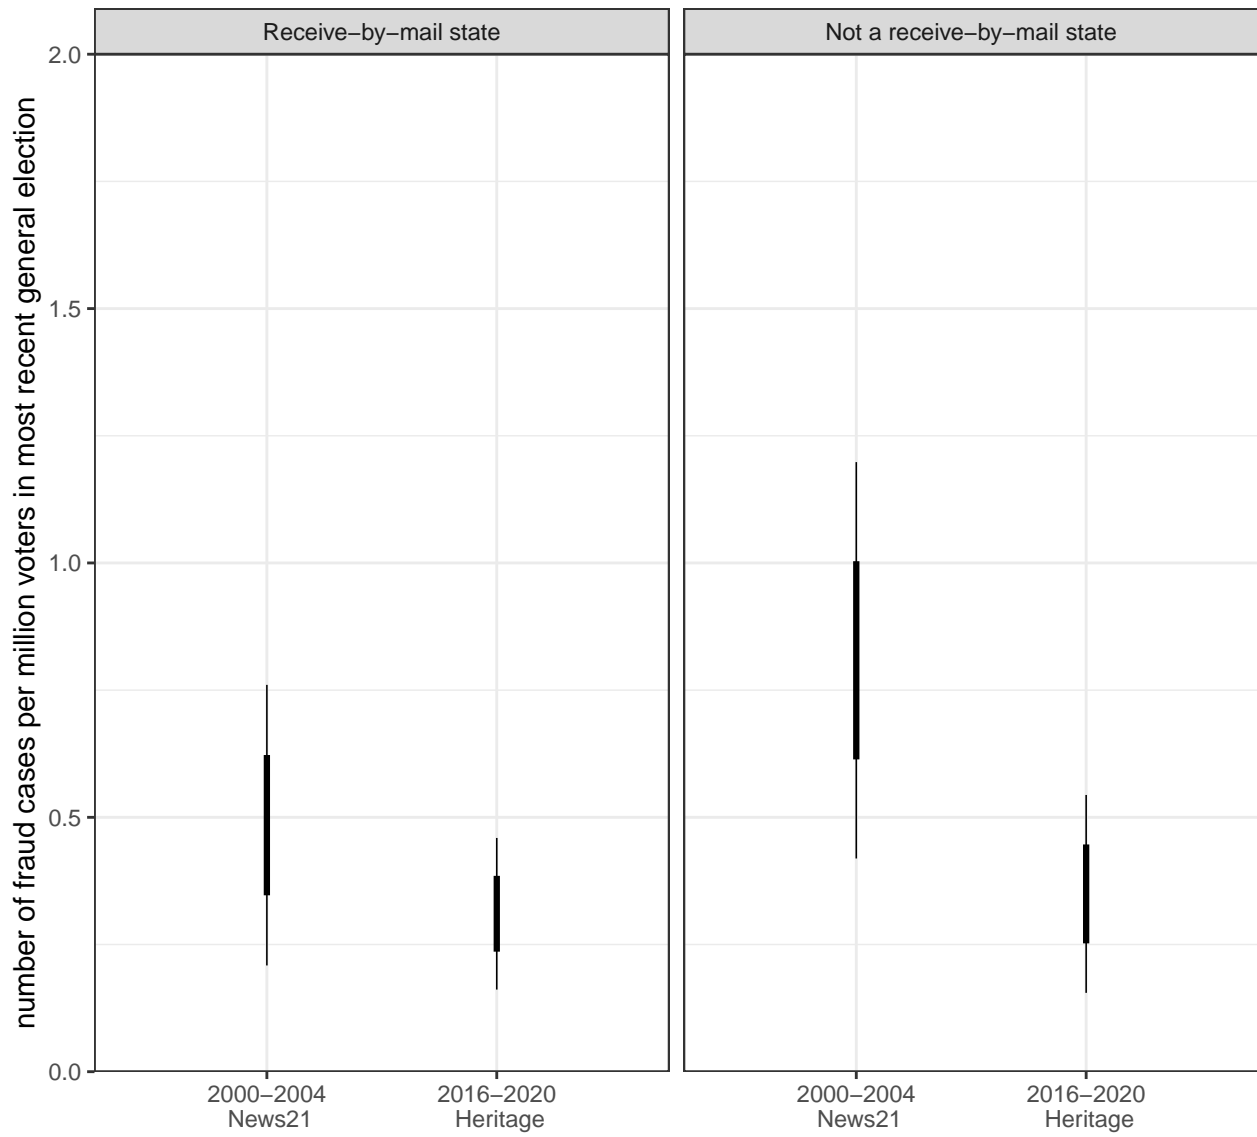 Receive−by−mail state
Not a receive−by−mail state
number of fraud cases per million voters in most recent general election
2.0
1.5
1.0
0.5
0.0
2000−2004
News21
2016−2020
Heritage
2000−2004
News21
2016−2020
Heritage